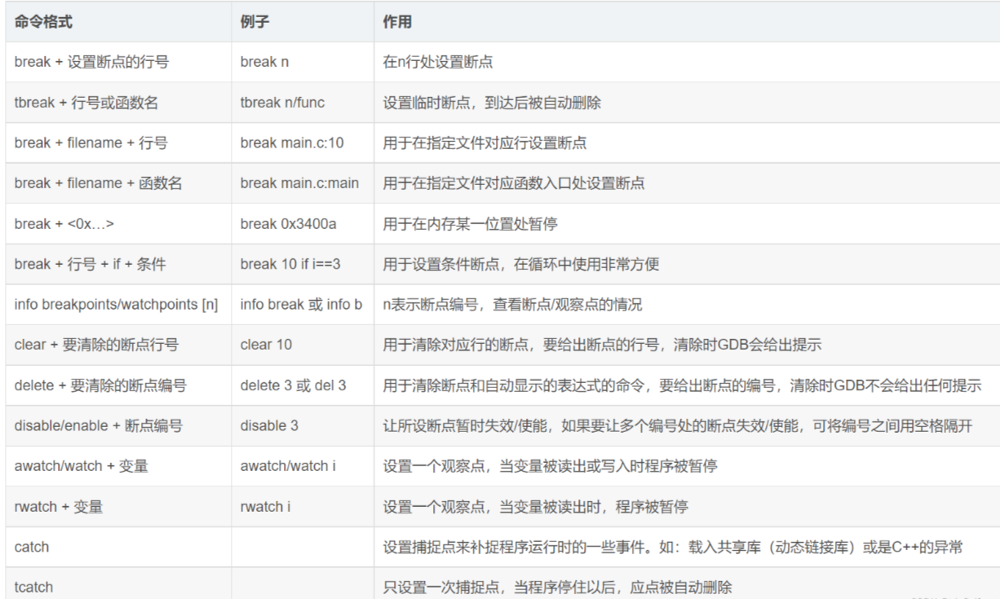 命令格式 例子 作用
break + 设置断点的行号 break n 在n行处设置断点
tbreak + 行号或函数名 tbreak n/func 设置临时断点，到达后被自动删除
break + filename + 行号 break main.c:10 用于在指定文件对应行设置断点
break + filename + 函数名 break main.c:main 用于在指定文件对应函数入口处设置断点
break + <0x…> break 0x3400a 用于在内存某一位置处暂停
break + 行号 + if + 条件 break 10 if i==3 用于设置条件断点，在循环中使用非常方便
info breakpoints/watchpoints [n] info break 或 info b n表示断点编号，查看断点/观察点的情况
clear + 要清除的断点行号 clear 10 用于清除对应行的断点，要给出断点的行号，清除时GDB会给出提示
delete + 要清除的断点编号 delete 3 或 del 3 用于清除断点和自动显示的表达式的命令，要给出断点的编号，清除时GDB不会给出任何提示
disable/enable + 断点编号 disable 3 让所设断点暂时失效/使能，如果要让多个编号处的断点失效/使能，可将编号之间用空格隔开
awatch/watch + 变量 awatch/watch i 设置一个观察点，当变量被读出或写入时程序被暂停
rwatch + 变量 rwatch i 设置一个观察点，当变量被读出时，程序被暂停
catch 设置捕捉点来补捉程序运行时的一些事件。如：载入共享库（动态链接库）或是C++的异常
tcatch 只设置一次捕捉点，当程序停住以后，应点被自动删除